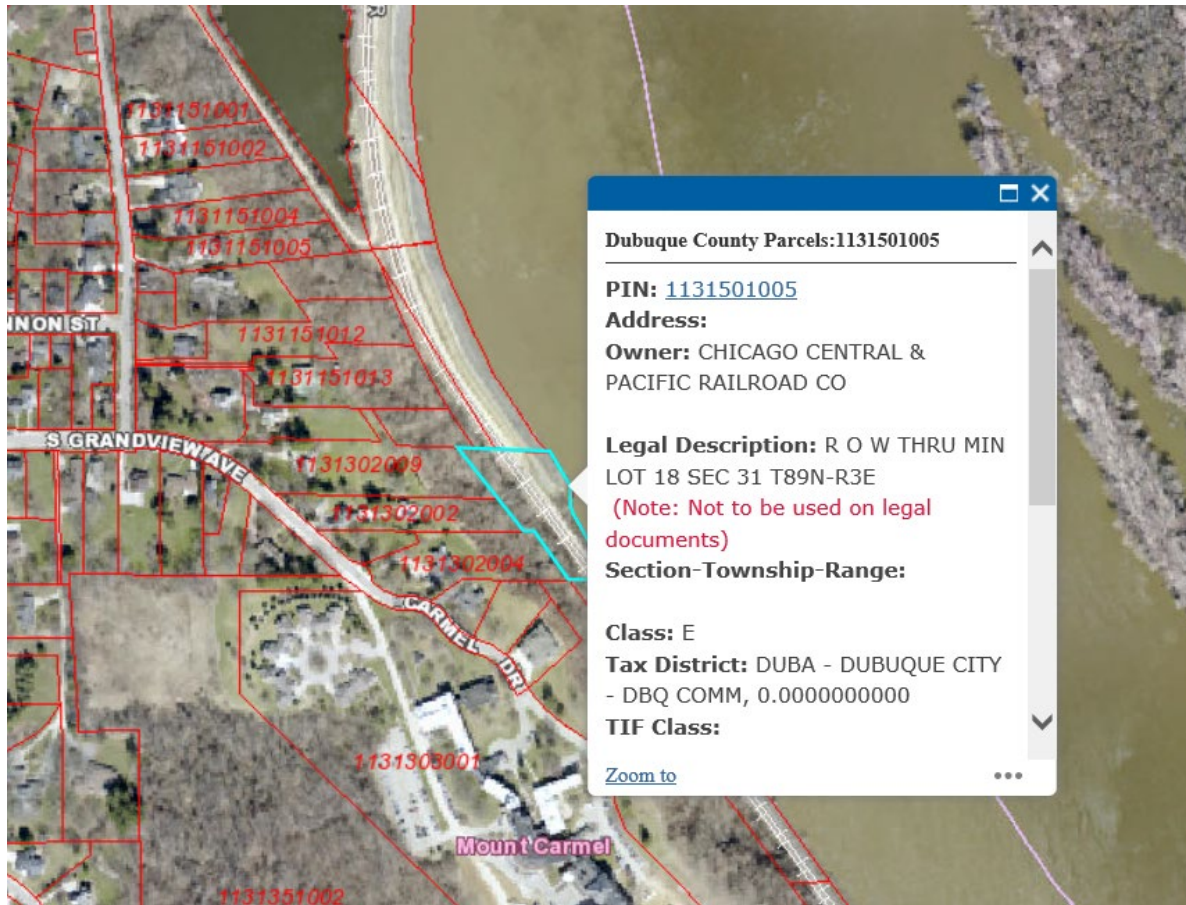 R
1131151001
1131151002
1131151004
1131151005
NNON ST
1131151012
1131151013
S GRANDVIEW AVE
1131302009
1131302002
1131302004
CARMEL DR
1131303001
Mount Carmel
1131351002
Dubuque County Parcels:1131501005
PIN: 1131501005
Address:
Owner: CHICAGO CENTRAL &
PACIFIC RAILROAD CO
Legal Description: R O W THRU MIN
LOT 18 SEC 31 T89N-R3E
(Note: Not to be used on legal
documents)
Section-Township-Range:
Class: E
Tax District: DUBA - DUBUQUE CITY
- DBQ COMM, 0.0000000000
TIF Class:
Zoom to